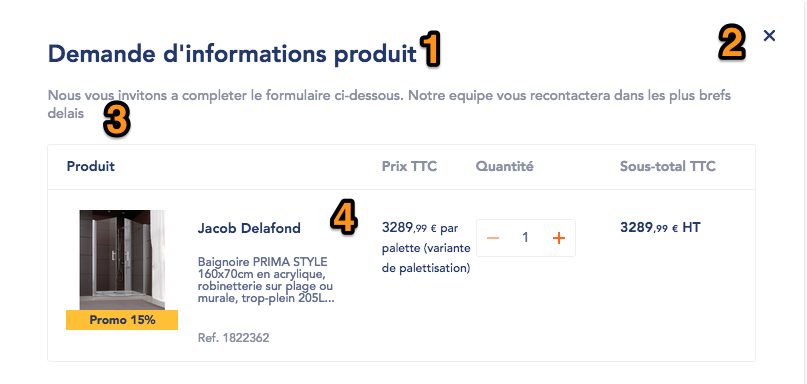 Demande d'informations produit 1
2 ×
Nous vous invitons a completer le formulaire ci-dessous. Notre equipe vous recontactera dans les plus brefs
delais 3
Produit Prix TTC Quantité Sous-total TTC
Jacob Delafond 4
3289,99 € par
palette (variante
de palettisation)
− 1 +
3289,99 € HT
Baignoire PRIMA STYLE
160x70cm en acrylique,
robinetterie sur plage ou
murale, trop-plein 205L...
Promo 15%
Ref. 1822362